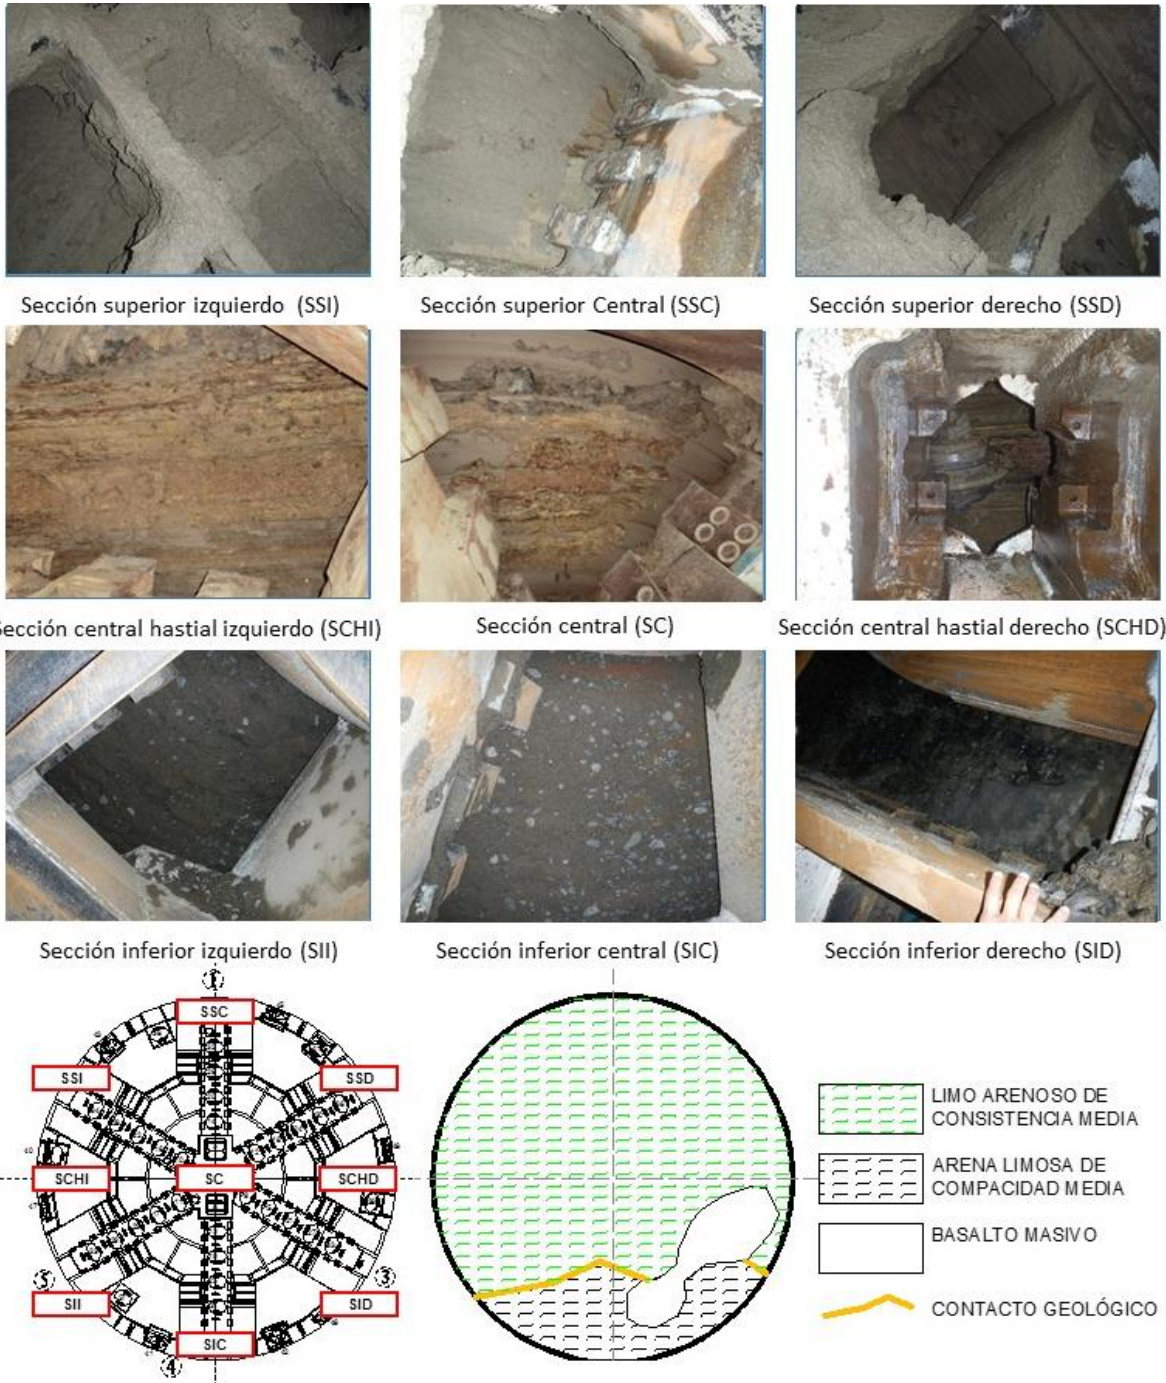 Sección superior izquierdo (SSI)
Sección superior Central (SSC)
Sección superior derecho (SSD)
Sección central hastial izquierdo (SCHI)
Sección central (SC)
Sección central hastial derecho (SCHD)
Sección inferior izquierdo (SII)
Sección inferior central (SIC)
Sección inferior derecho (SID)
1
SSC
SSI
SSD
SCHI
SC
SCHD
3
SII
SID
SIC
4
LIMO ARENOSO DE
CONSISTENCIA MEDIA
ARENA LIMOSA DE
COMPACIDAD MEDIA
BASALTO MASIVO
CONTACTO GEOLÓGICO